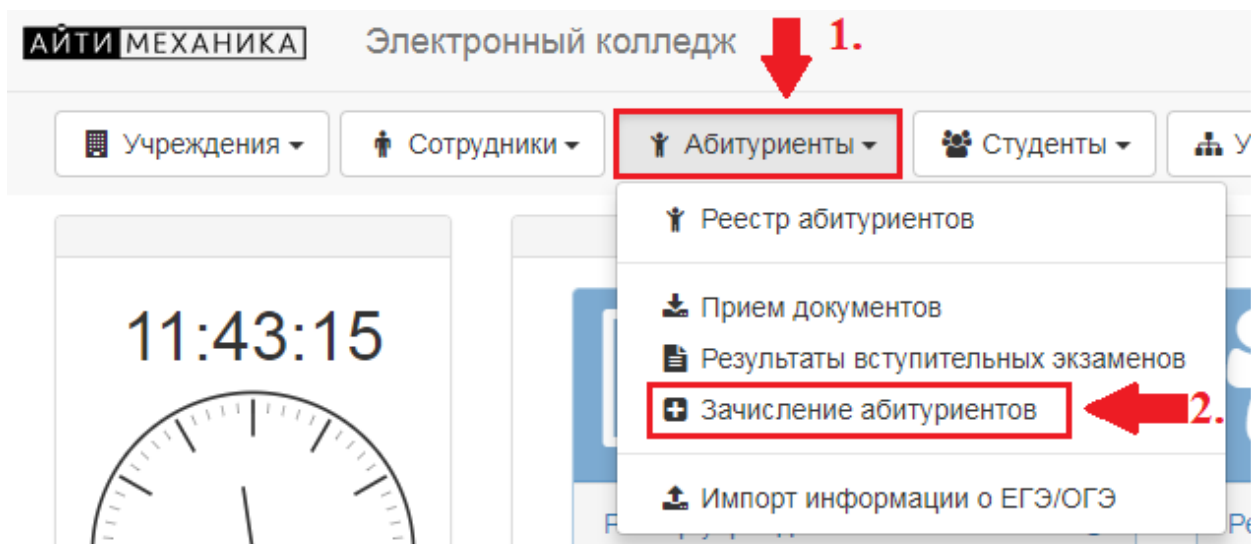 АЙТИ МЕХАНИКА Электронный колледж 1.
Учреждения Сотрудники Абитуриенты Студенты У
Реестр абитуриентов
Прием документов
11:43:15
Результаты вступительных экзаменов
Зачисление абитуриентов 2.
Импорт информации о ЕГЭ/ОГЭ
Ре